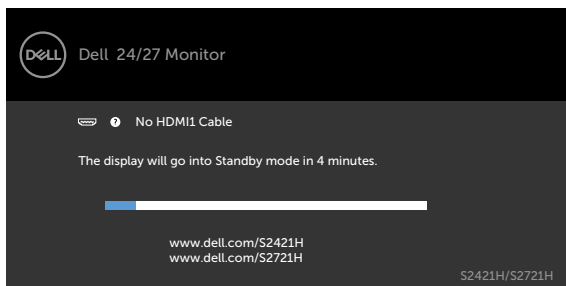 DELL
Dell 24/27 Monitor
? No HDMI1 Cable
The display will go into Standby mode in 4 minutes.
www.dell.com/S2421H
www.dell.com/S2721H
S2421H/S2721H